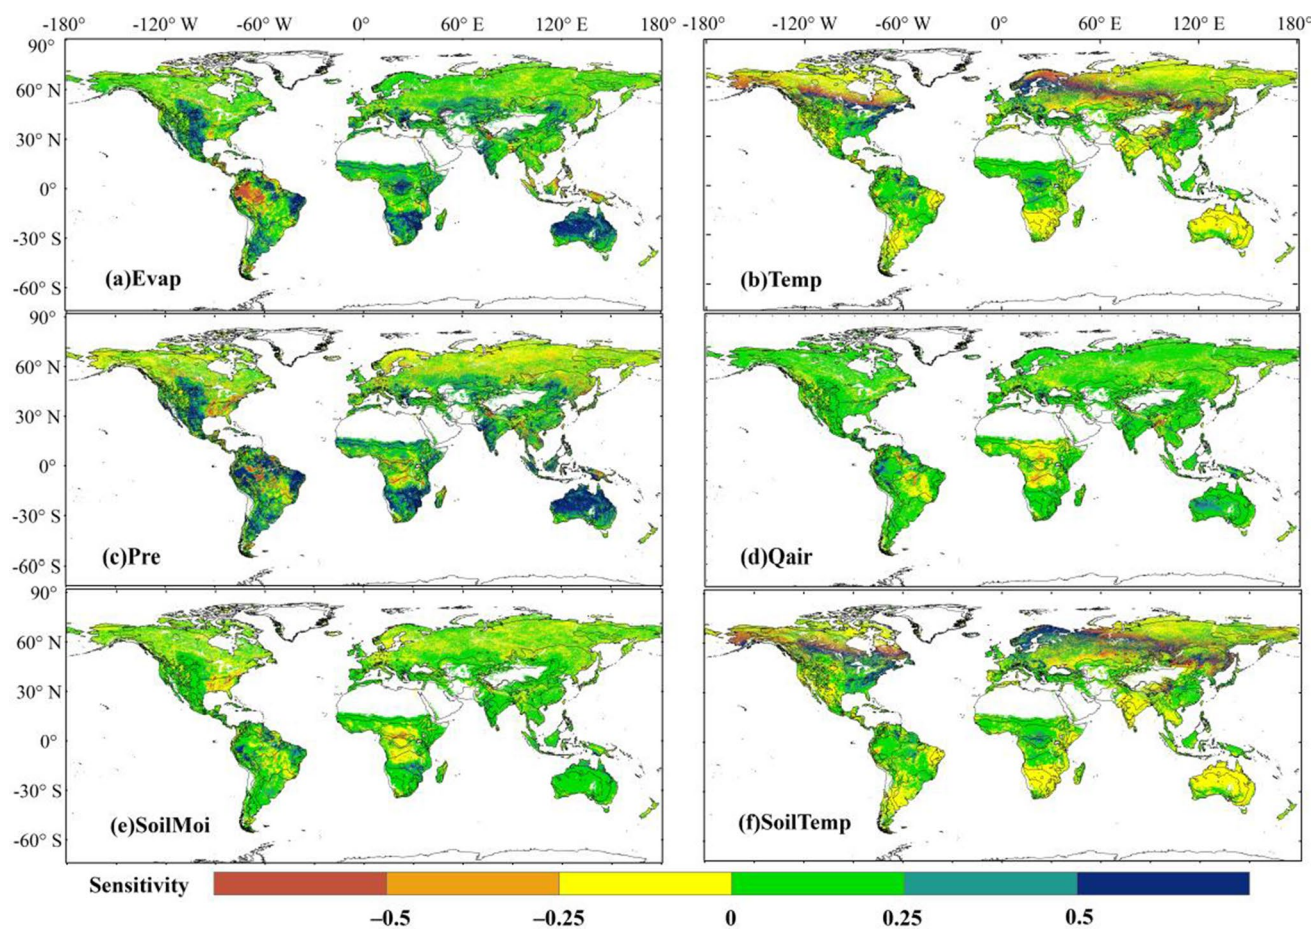 -180° -120° W -60° W 0° 60° E 120° E 180° -180° -120° W -60° W 0° 60° E 120° E 180°
90°
60° N
30° N
0°
-30° S
-60° S
(a)Evap
(b)Temp
90°
60° N
30° N
0°
-30° S
-60° S
(c)Pre
(d)Qair
90°
60° N
30° N
0°
-30° S
-60° S
(e)SoilMoi
(f)SoilTemp
Sensitivity
−0.5 −0.25 0 0.25 0.5